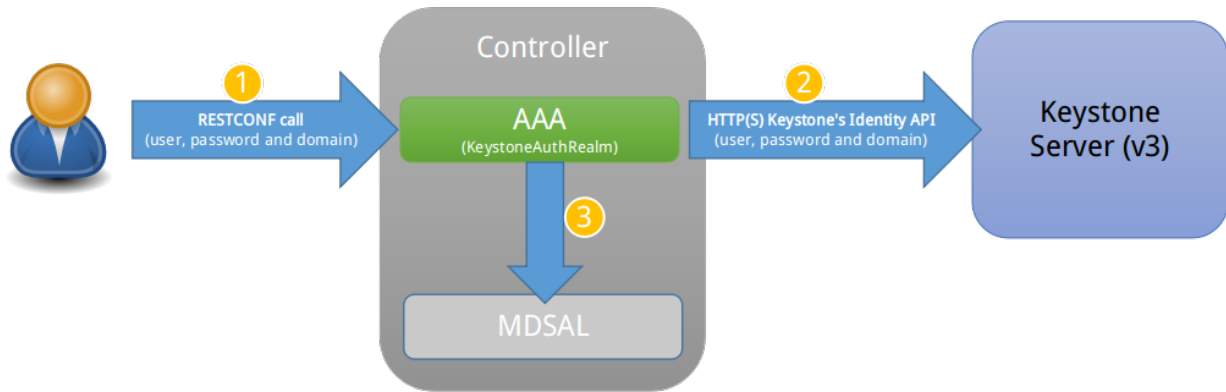 Controller
1
RESTCONF call
(user, password and domain)
AAA
(KeystoneAuthRealm)
2
HTTP(S) Keystone's Identity API
(user, password and domain)
Keystone
Server (v3)
3
MDSAL